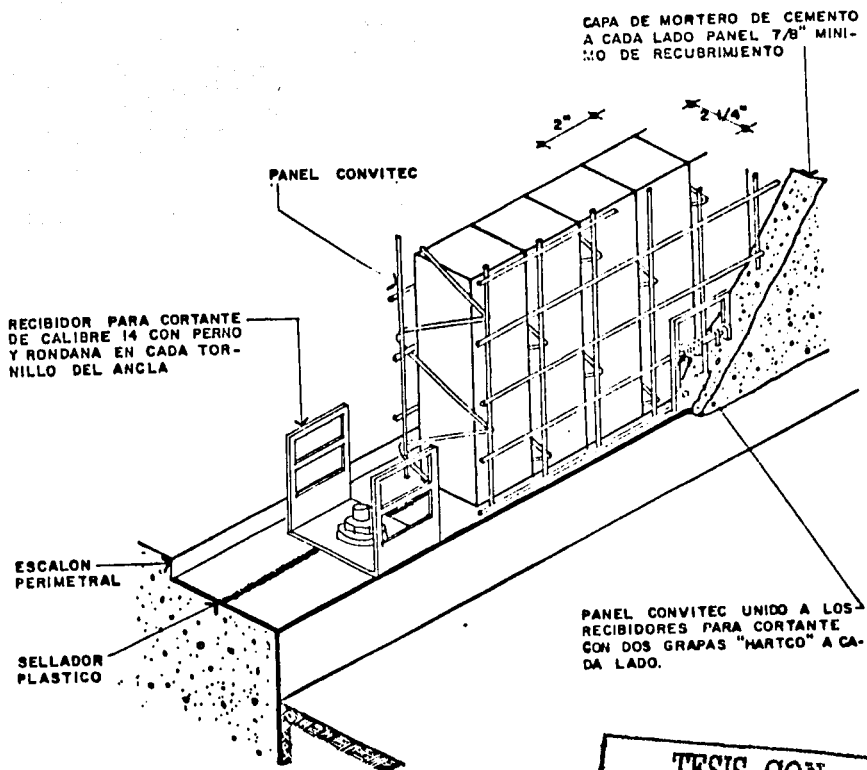 CAPA DE MORTERO DE CEMENTO
A CADA LADO PANEL 7/8" MINI-
MO DE RECUBRIMIENTO
2"
2 1/4"
PANEL CONVITEC
RECIBIDOR PARA CORTANTE
DE CALIBRE 14 CON PERNO
Y RONDANA EN CADA TOR-
NILLO DEL ANCLA
ESCALON
PERIMETRAL
SELLADOR
PLASTICO
PANEL CONVITEC UNIDO A LOS
RECIBIDORES PARA CORTANTE
CON DOS GRAPAS "HARTCO" A CA-
DA LADO.
TESIS CON